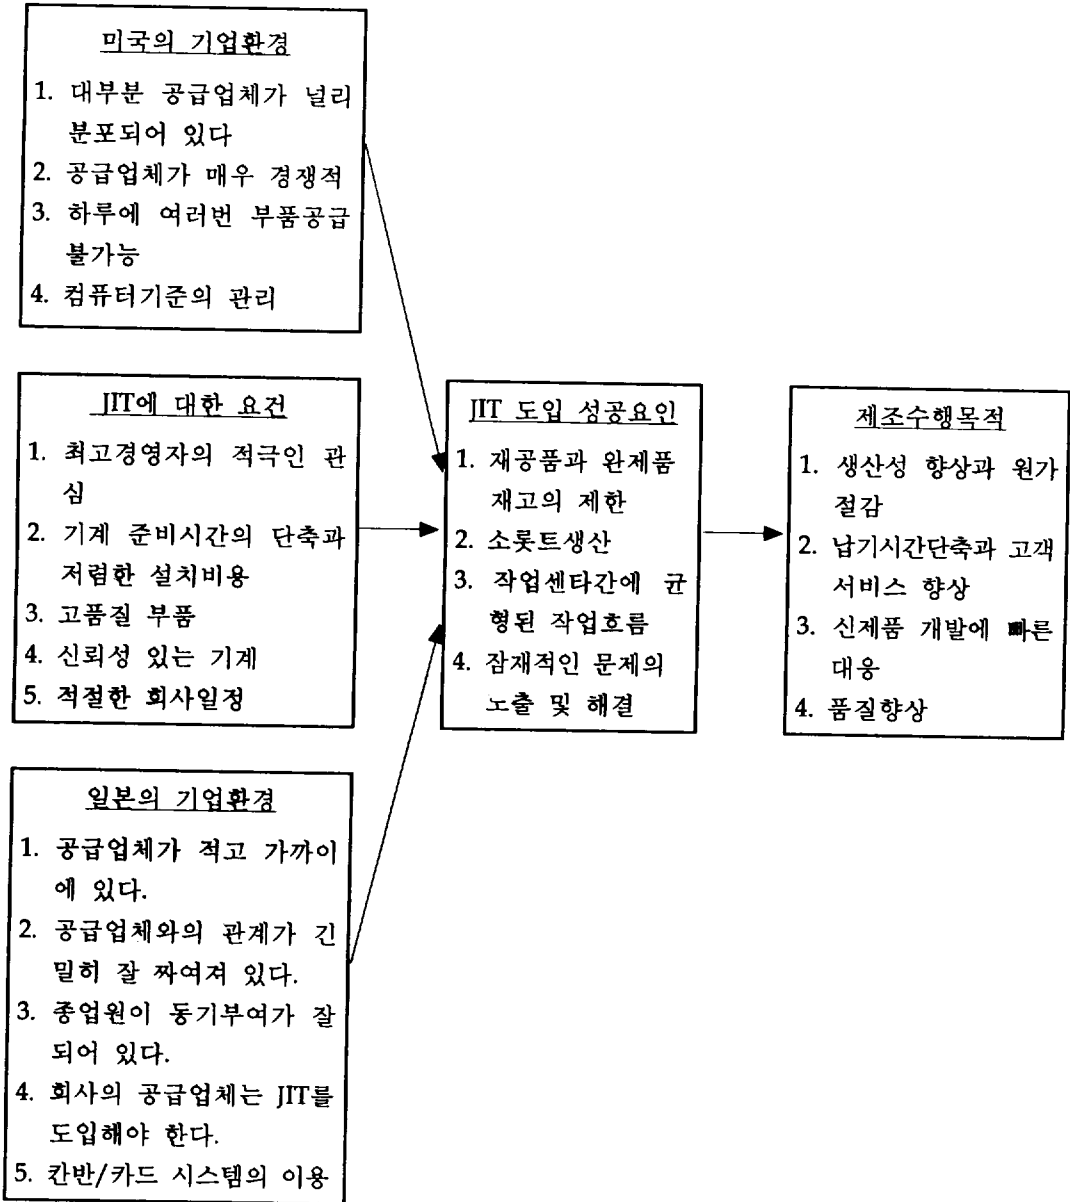 미국의 기업환경
1. 대부분 공급업체가 널리
분포되어 있다
2. 공급업체가 매우 경쟁적
3. 하루에 여러번 부품공급
불가능
4. 컴퓨터기준의 관리
JIT에 대한 요건
1. 최고경영자의 적극인 관
심
2. 기계 준비시간의 단축과
저렴한 설치비용
3. 고품질 부품
4. 신뢰성 있는 기계
5. 적절한 회사일정
JIT 도입 성공요인
1. 재공품과 완제품
재고의 제한
2. 소롯트생산
3. 작업센타간에 균
형된 작업흐름
4. 잠재적인 문제의
노출 및 해결
제조수행목적
1. 생산성 향상과 원가
절감
2. 납기시간단축과 고객
서비스 향상
3. 신제품 개발에 빠른
대응
4. 품질향상
일본의 기업환경
1. 공급업체가 적고 가까이
에 있다.
2. 공급업체와의 관계가 긴
밀히 잘 짜여져 있다.
3. 종업원이 동기부여가 잘
되어 있다.
4. 회사의 공급업체는 JIT를
도입해야 한다.
5. 칸반/카드 시스템의 이용